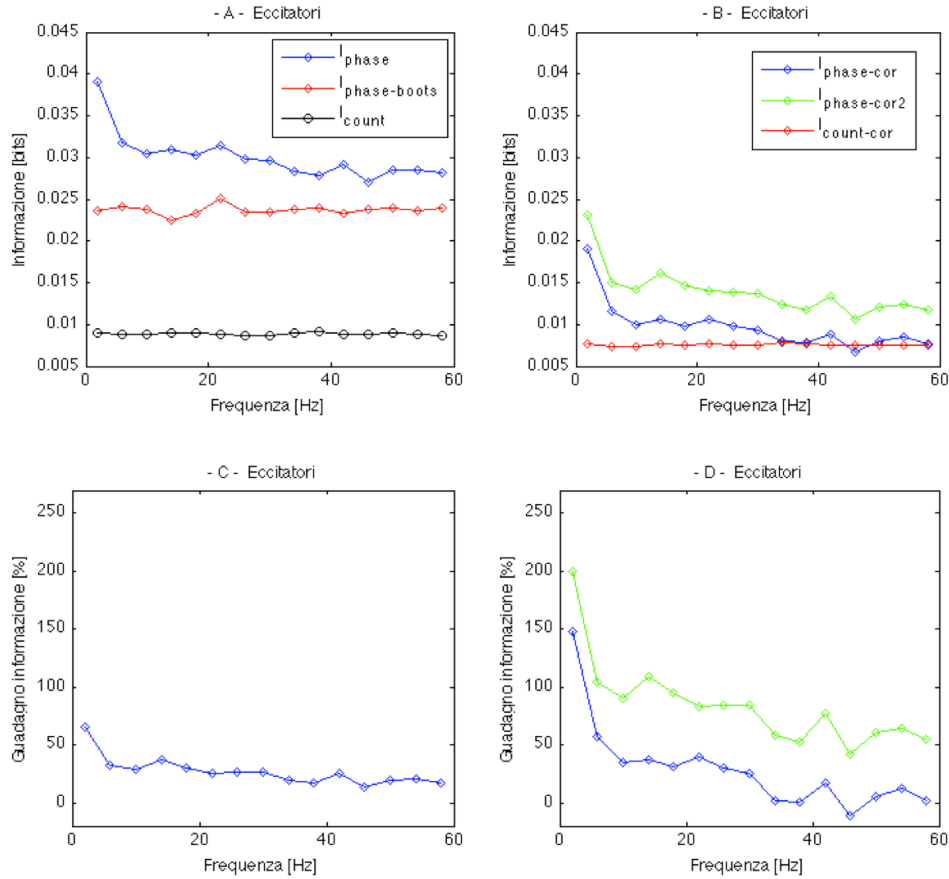 - A - Eccitatori
0.045
0.04
0.035
0.03
0.025
0.02
0.015
0.01
0.005
Informazione [bits]
0
20
40
60
Frequenza [Hz]
I phase
I phase-boots
I count
- B - Eccitatori
0.045
0.04
0.035
0.03
0.025
0.02
0.015
0.01
0.005
Informazione [bits]
0
20
40
60
Frequenza [Hz]
I phase-cor
I phase-cor2
I count-cor
- C - Eccitatori
250
200
150
100
50
0
Guadagno informazione [%]
0
20
40
60
Frequenza [Hz]
- D - Eccitatori
250
200
150
100
50
0
Guadagno informazione [%]
0
20
40
60
Frequenza [Hz]